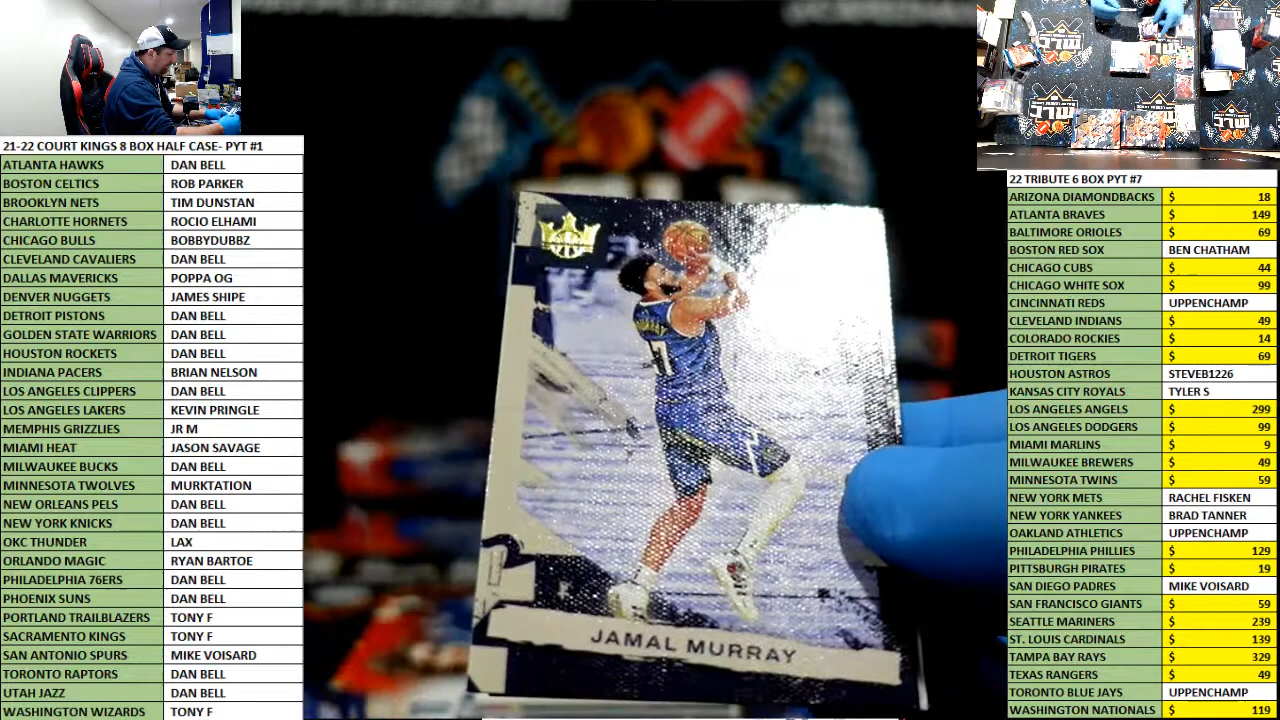 21-22 COURT KINGS 8 BOX HALF CASE- PYT #1
ATLANTA HAWKS DAN BELL
BOSTON CELTICS ROB PARKER
BROOKLYN NETS TIM DUNSTAN
CHARLOTTE HORNETS ROCIO ELHAMI
CHICAGO BULLS BOBBYDUBBZ
CLEVELAND CAVALIERS DAN BELL
DALLAS MAVERICKS POPPA OG
DENVER NUGGETS JAMES SHIPE
DETROIT PISTONS DAN BELL
GOLDEN STATE WARRIORS DAN BELL
HOUSTON ROCKETS DAN BELL
INDIANA PACERS BRIAN NELSON
LOS ANGELES CLIPPERS DAN BELL
LOS ANGELES LAKERS KEVIN PRINGLE
MEMPHIS GRIZZLIES JR M
MIAMI HEAT JASON SAVAGE
MILWAUKEE BUCKS DAN BELL
MINNESOTA TWOLVES MURKTATION
NEW ORLEANS PELS DAN BELL
NEW YORK KNICKS DAN BELL
OKC THUNDER LAX
ORLANDO MAGIC RYAN BARTOE
PHILADELPHIA 76ERS DAN BELL
PHOENIX SUNS DAN BELL
PORTLAND TRAILBLAZERS TONY F
SACRAMENTO KINGS TONY F
SAN ANTONIO SPURS MIKE VOISARD
TORONTO RAPTORS DAN BELL
UTAH JAZZ DAN BELL
WASHINGTON WIZARDS TONY F
JAMAL MURRAY
22 TRIBUTE 6 BOX PYT #7
ARIZONA DIAMONDBACKS $ 18
ATLANTA BRAVES $ 149
BALTIMORE ORIOLES $ 69
BOSTON RED SOX BEN CHATHAM
CHICAGO CUBS $ 44
CHICAGO WHITE SOX $ 99
CINCINNATI REDS UPPENCHAMP
CLEVELAND INDIANS $ 49
COLORADO ROCKIES $ 14
DETROIT TIGERS $ 69
HOUSTON ASTROS STEVEB1226
KANSAS CITY ROYALS TYLER S
LOS ANGELES ANGELS $ 299
LOS ANGELES DODGERS $ 99
MIAMI MARLINS $ 9
MILWAUKEE BREWERS $ 49
MINNESOTA TWINS $ 59
NEW YORK METS RACHEL FISKEN
NEW YORK YANKEES BRAD TANNER
OAKLAND ATHLETICS UPPENCHAMP
PHILADELPHIA PHILLIES $ 129
PITTSBURGH PIRATES $ 19
SAN DIEGO PADRES MIKE VOISARD
SAN FRANCISCO GIANTS $ 59
SEATTLE MARINERS $ 239
ST. LOUIS CARDINALS $ 139
TAMPA BAY RAYS $ 329
TEXAS RANGERS $ 49
TORONTO BLUE JAYS UPPENCHAMP
WASHINGTON NATIONALS $ 119